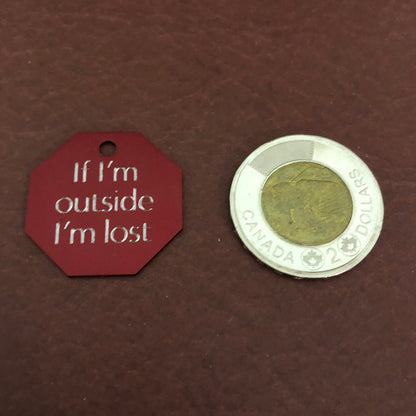 If I'm
outside
I'm lost
CANADA 2 DOLLARS